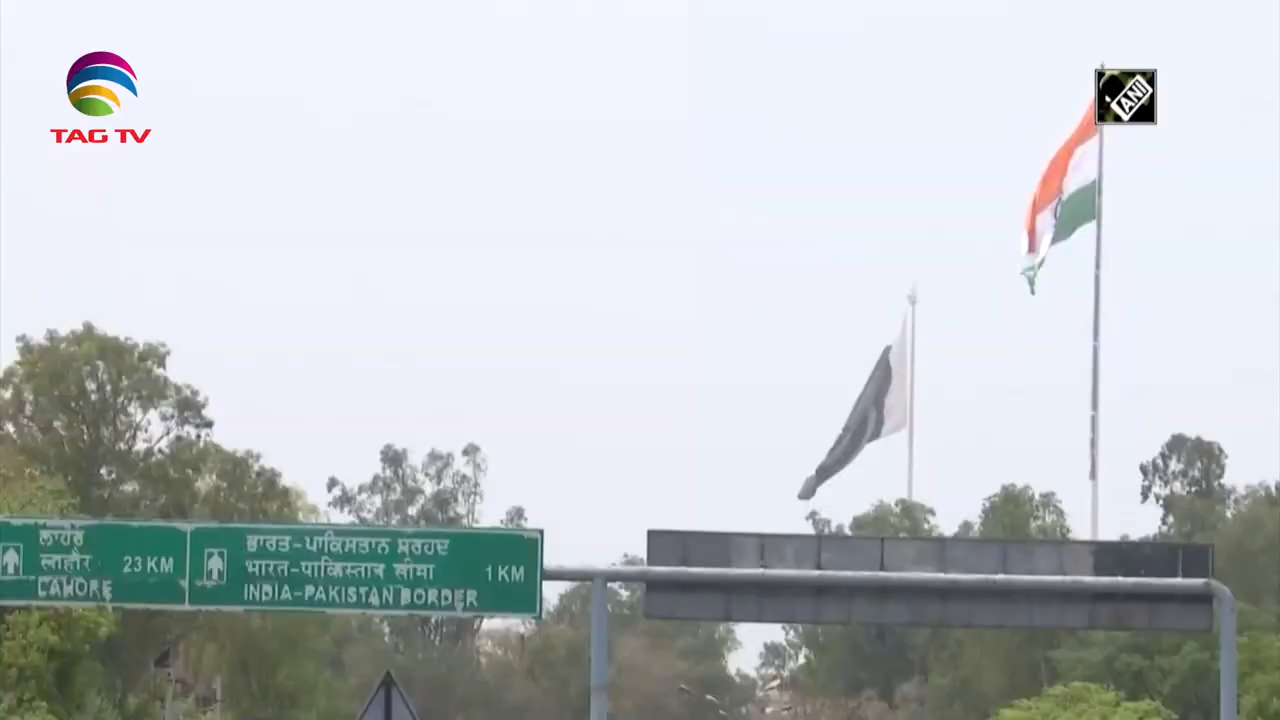 TAG TV
ANI
ਲਾਹੌਰ
लाहौर 23 KM
LAHORE
ਭਾਰਤ-ਪਾਕਿਸਤਾਨ ਸਰਹਦ
भारत-पाकिस्तान सीमा 1 KM
INDIA-PAKISTAN BORDER